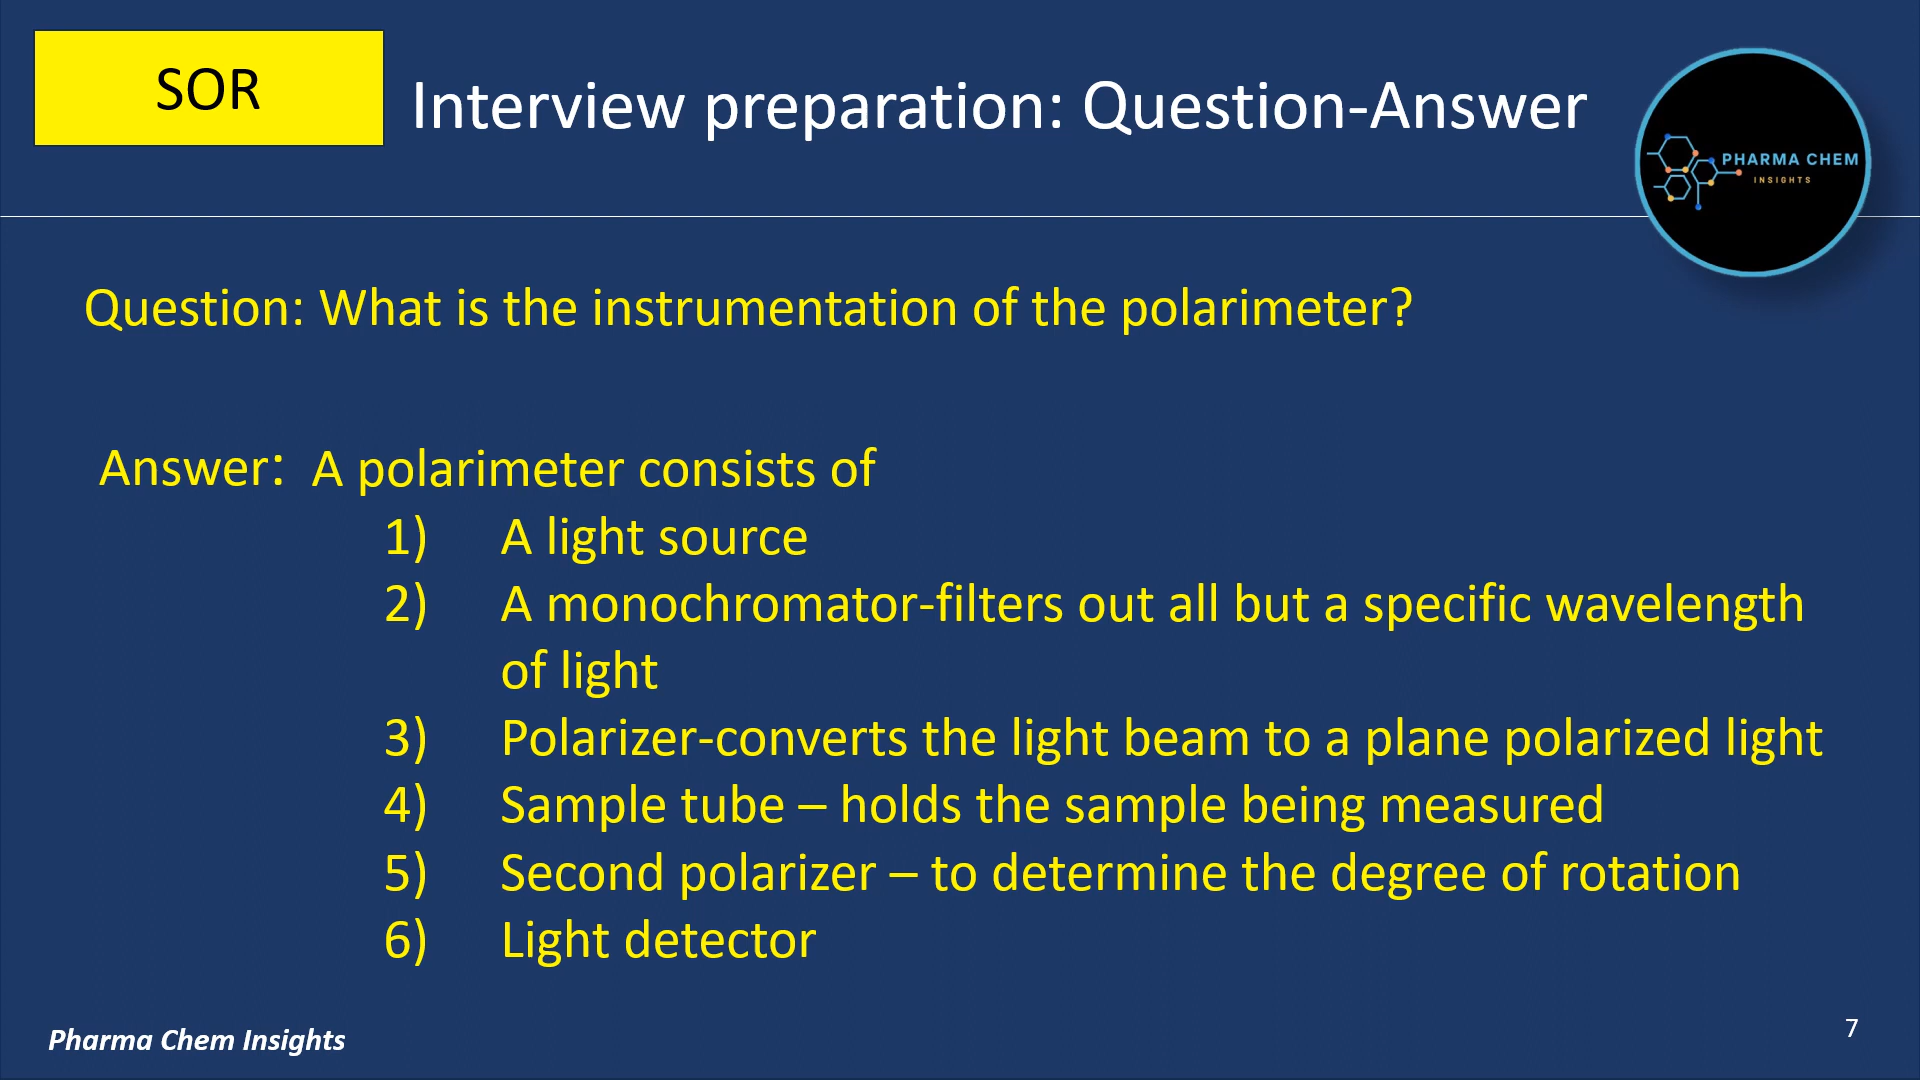 SOR
Interview preparation: Question-Answer
PHARMA CHEM
INSIGHTS
Question: What is the instrumentation of the polarimeter?
Answer: A polarimeter consists of
1) A light source
2) A monochromator-filters out all but a specific wavelength
of light
3) Polarizer-converts the light beam to a plane polarized light
4) Sample tube – holds the sample being measured
5) Second polarizer – to determine the degree of rotation
6) Light detector
Pharma Chem Insights
7